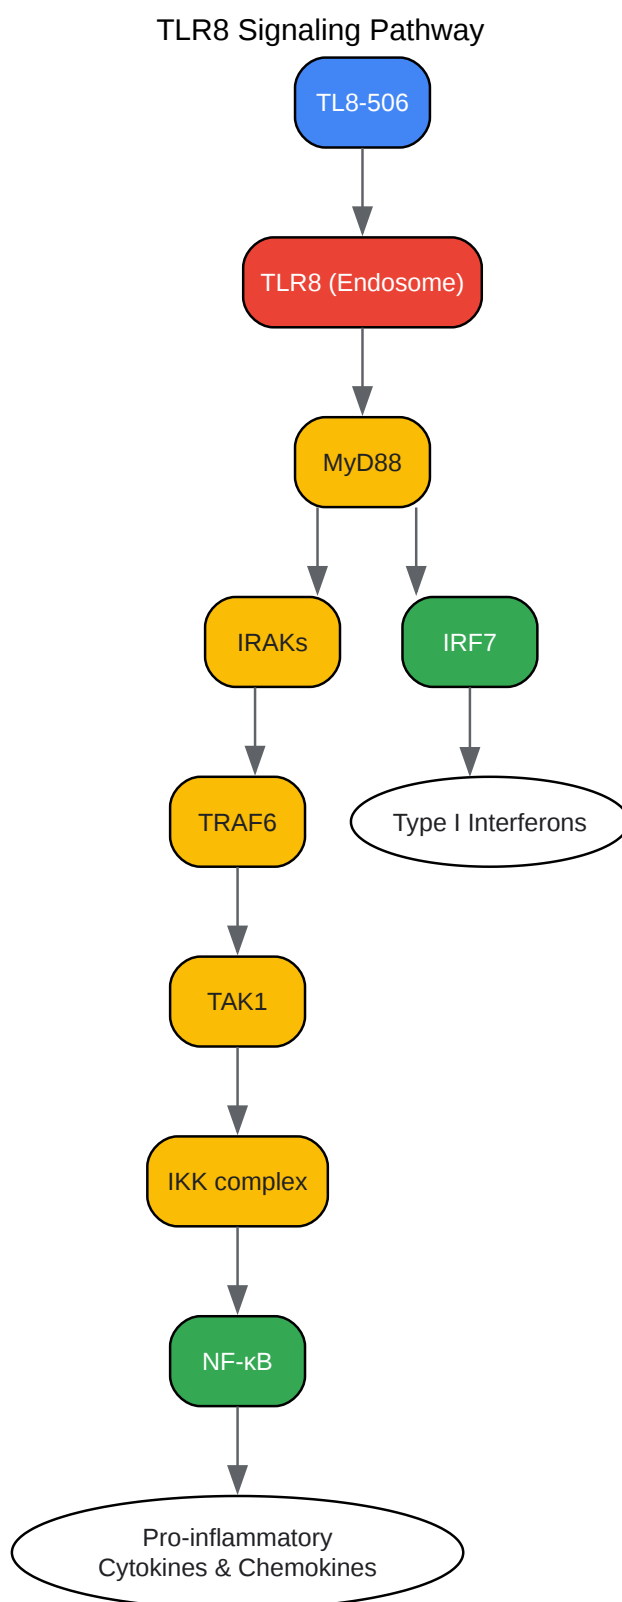 TLR8 Signaling Pathway
TL8-506
TLR8 (Endosome)
MyD88
IRAKs
IRF7
TRAF6
Type I Interferons
TAK1
IKK complex
NF-κB
Pro-inflammatory
Cytokines & Chemokines